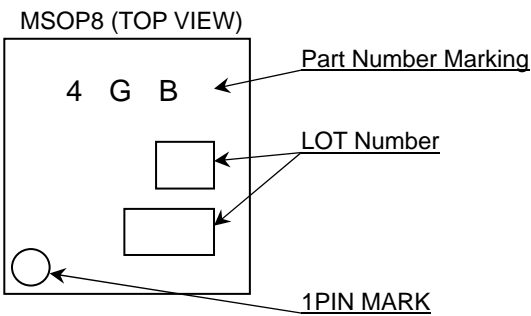 MSOP8 (TOP VIEW)
Part Number Marking
4 G B
LOT Number
1PIN MARK